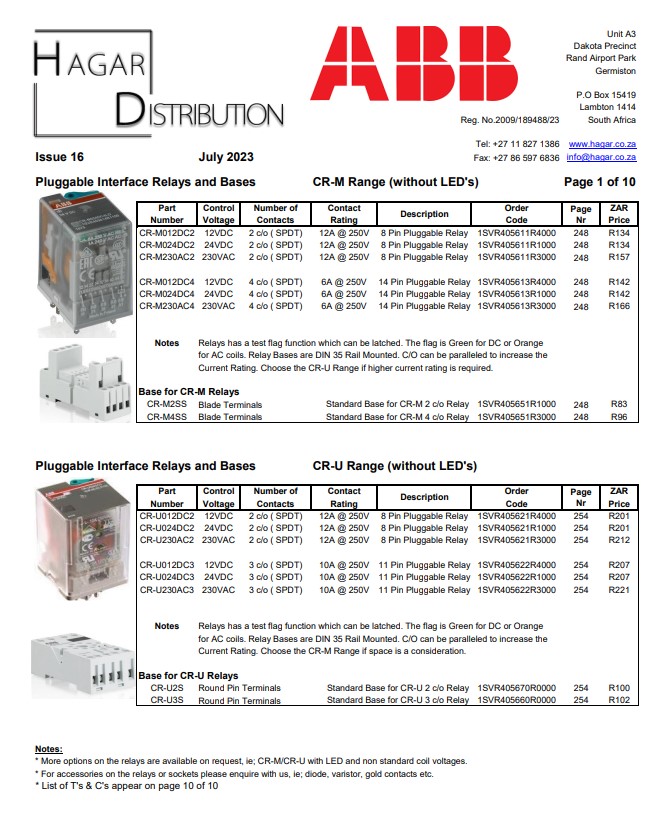 HAGAR
DISTRIBUTION
ABB
Unit A3
Dakota Precinct
Rand Airport Park
Germiston
P.O Box 15419
Lambton 1414
Reg. No.2009/189488/23 South Africa
Tel: +27 11 827 1386 www.hagar.co.za
Fax: +27 86 597 6836 info@hagar.co.za
Issue 16 July 2023
Pluggable Interface Relays and Bases CR-M Range (without LED's) Page 1 of 10
Part Number Control Voltage Number of Contacts Contact Rating Description Order Code Page Nr ZAR Price
CR-M012DC2 12VDC 2 c/o ( SPDT) 12A @ 250V 8 Pin Pluggable Relay 1SVR405611R4000 248 R134
CR-M024DC2 24VDC 2 c/o ( SPDT) 12A @ 250V 8 Pin Pluggable Relay 1SVR405611R1000 248 R134
CR-M230AC2 230VAC 2 c/o ( SPDT) 12A @ 250V 8 Pin Pluggable Relay 1SVR405611R3000 248 R157
CR-M012DC4 12VDC 4 c/o ( SPDT) 6A @ 250V 14 Pin Pluggable Relay 1SVR405613R4000 248 R142
CR-M024DC4 24VDC 4 c/o ( SPDT) 6A @ 250V 14 Pin Pluggable Relay 1SVR405613R1000 248 R142
CR-M230AC4 230VAC 4 c/o ( SPDT) 6A @ 250V 14 Pin Pluggable Relay 1SVR405613R3000 248 R166
Notes Relays has a test flag function which can be latched. The flag is Green for DC or Orange
for AC coils. Relay Bases are DIN 35 Rail Mounted. C/O can be paralleled to increase the
Current Rating. Choose the CR-U Range if higher current rating is required.
Base for CR-M Relays
CR-M2SS Blade Terminals Standard Base for CR-M 2 c/o Relay 1SVR405651R1000 248 R83
CR-M4SS Blade Terminals Standard Base for CR-M 4 c/o Relay 1SVR405651R3000 248 R96
Pluggable Interface Relays and Bases CR-U Range (without LED's)
Part Number Control Voltage Number of Contacts Contact Rating Description Order Code Page Nr ZAR Price
CR-U012DC2 12VDC 2 c/o ( SPDT) 12A @ 250V 8 Pin Pluggable Relay 1SVR405621R4000 254 R201
CR-U024DC2 24VDC 2 c/o ( SPDT) 12A @ 250V 8 Pin Pluggable Relay 1SVR405621R1000 254 R201
CR-U230AC2 230VAC 2 c/o ( SPDT) 12A @ 250V 8 Pin Pluggable Relay 1SVR405621R3000 254 R212
CR-U012DC3 12VDC 3 c/o ( SPDT) 10A @ 250V 11 Pin Pluggable Relay 1SVR405622R4000 254 R207
CR-U024DC3 24VDC 3 c/o ( SPDT) 10A @ 250V 11 Pin Pluggable Relay 1SVR405622R1000 254 R207
CR-U230AC3 230VAC 3 c/o ( SPDT) 10A @ 250V 11 Pin Pluggable Relay 1SVR405622R3000 254 R221
Notes Relays has a test flag function which can be latched. The flag is Green for DC or Orange
for AC coils. Relay Bases are DIN 35 Rail Mounted. C/O can be paralleled to increase the
Current Rating. Choose the CR-M Range if space is a consideration.
Base for CR-U Relays
CR-U2S Round Pin Terminals Standard Base for CR-U 2 c/o Relay 1SVR405670R0000 254 R100
CR-U3S Round Pin Terminals Standard Base for CR-U 3 c/o Relay 1SVR405660R0000 254 R102
Notes:
* More options on the relays are available on request, ie; CR-M/CR-U with LED and non standard coil voltages.
* For accessories on the relays or sockets please enquire with us, ie; diode, varistor, gold contacts etc.
* List of T's & C's appear on page 10 of 10